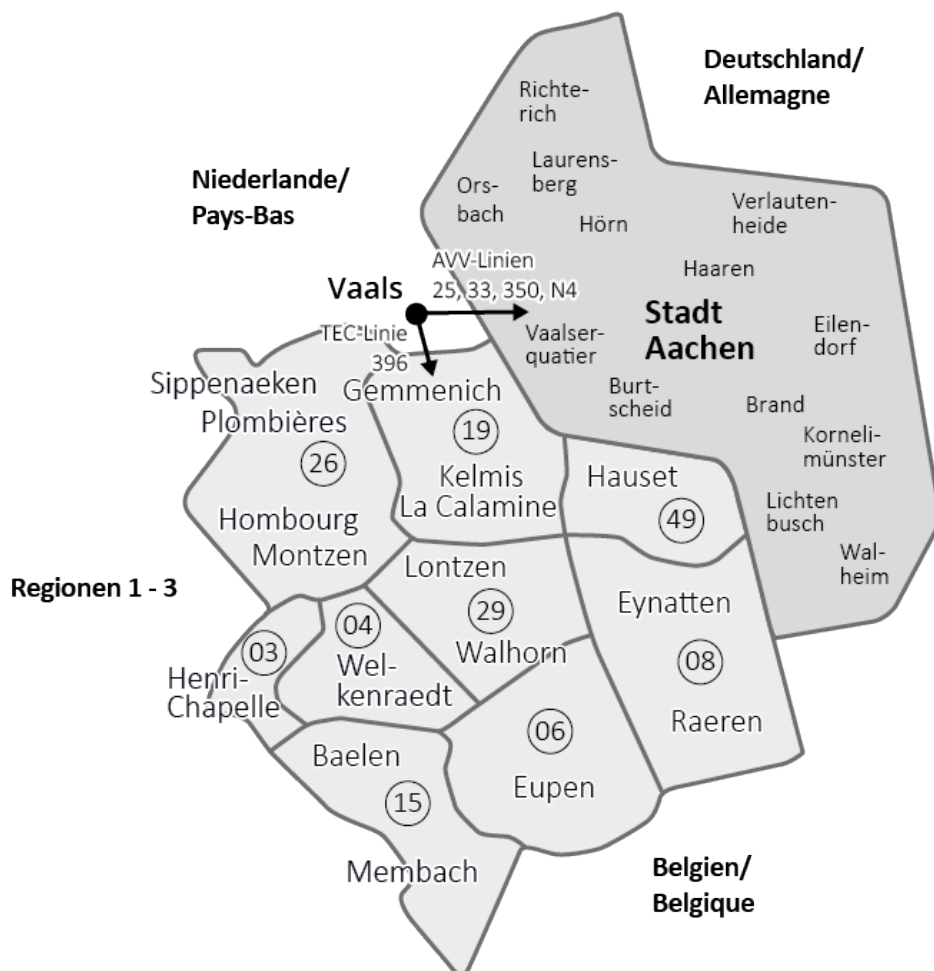 Deutschland/
Allemagne
Richte-
rich
Laurens-
berg
Niederlande/
Pays-Bas
Ors-
bach
Verlauten-
heide
Hörn
AVV-Linien
25, 33, 350, N4
Haaren
Vaals
Stadt
Aachen
TEC-Linie
396
Vaalser-
quatier
Eilen-
dorf
Sippenaeken
Gemmenich
Plombières
Burt-
scheid
Brand
19
Korneli-
münster
26
Kelmis
La Calamine
Hauset
49
Lichten
busch
Hombourg
Montzen
Wal-
heim
Regionen 1 - 3
Lontzen
29
Walhorn
Eynatten
04
Wel-
kenraedt
03
Henri-
Chapelle
08
Raeren
06
Eupen
Baelen
15
Membach
Belgien/
Belgique